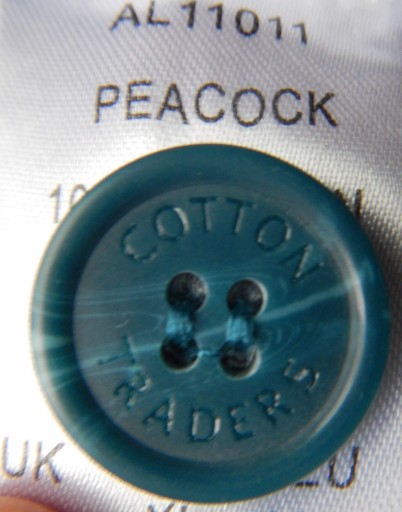 AL11011
PEACOCK
COTTON
TRADERS
UK